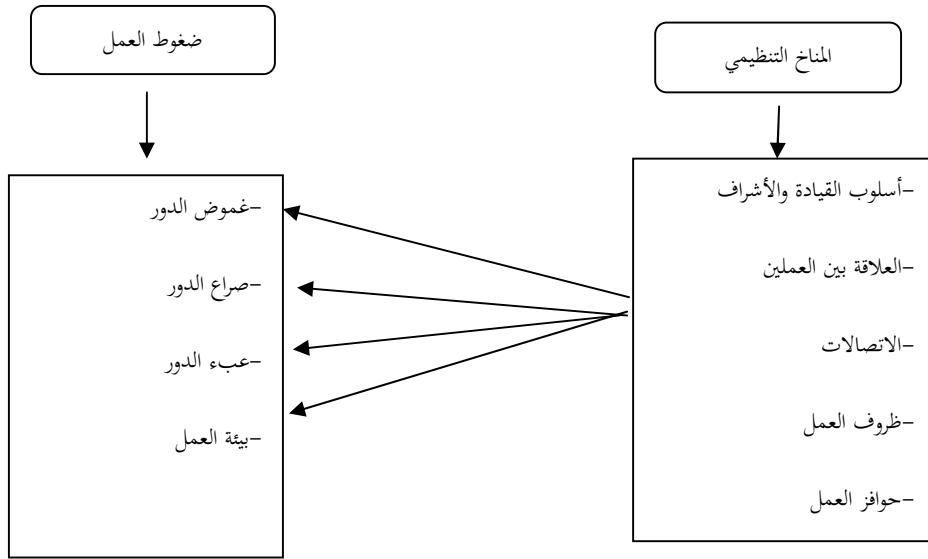 المناخ التنظيمي
-أسلوب القيادة والأشراف
-العلاقة بين العملين
-الاتصالات
-ظروف العمل
-حوافز العمل
ضغوط العمل
-غموض الدور
-صراع الدور
-عبء الدور
-بيئة العمل